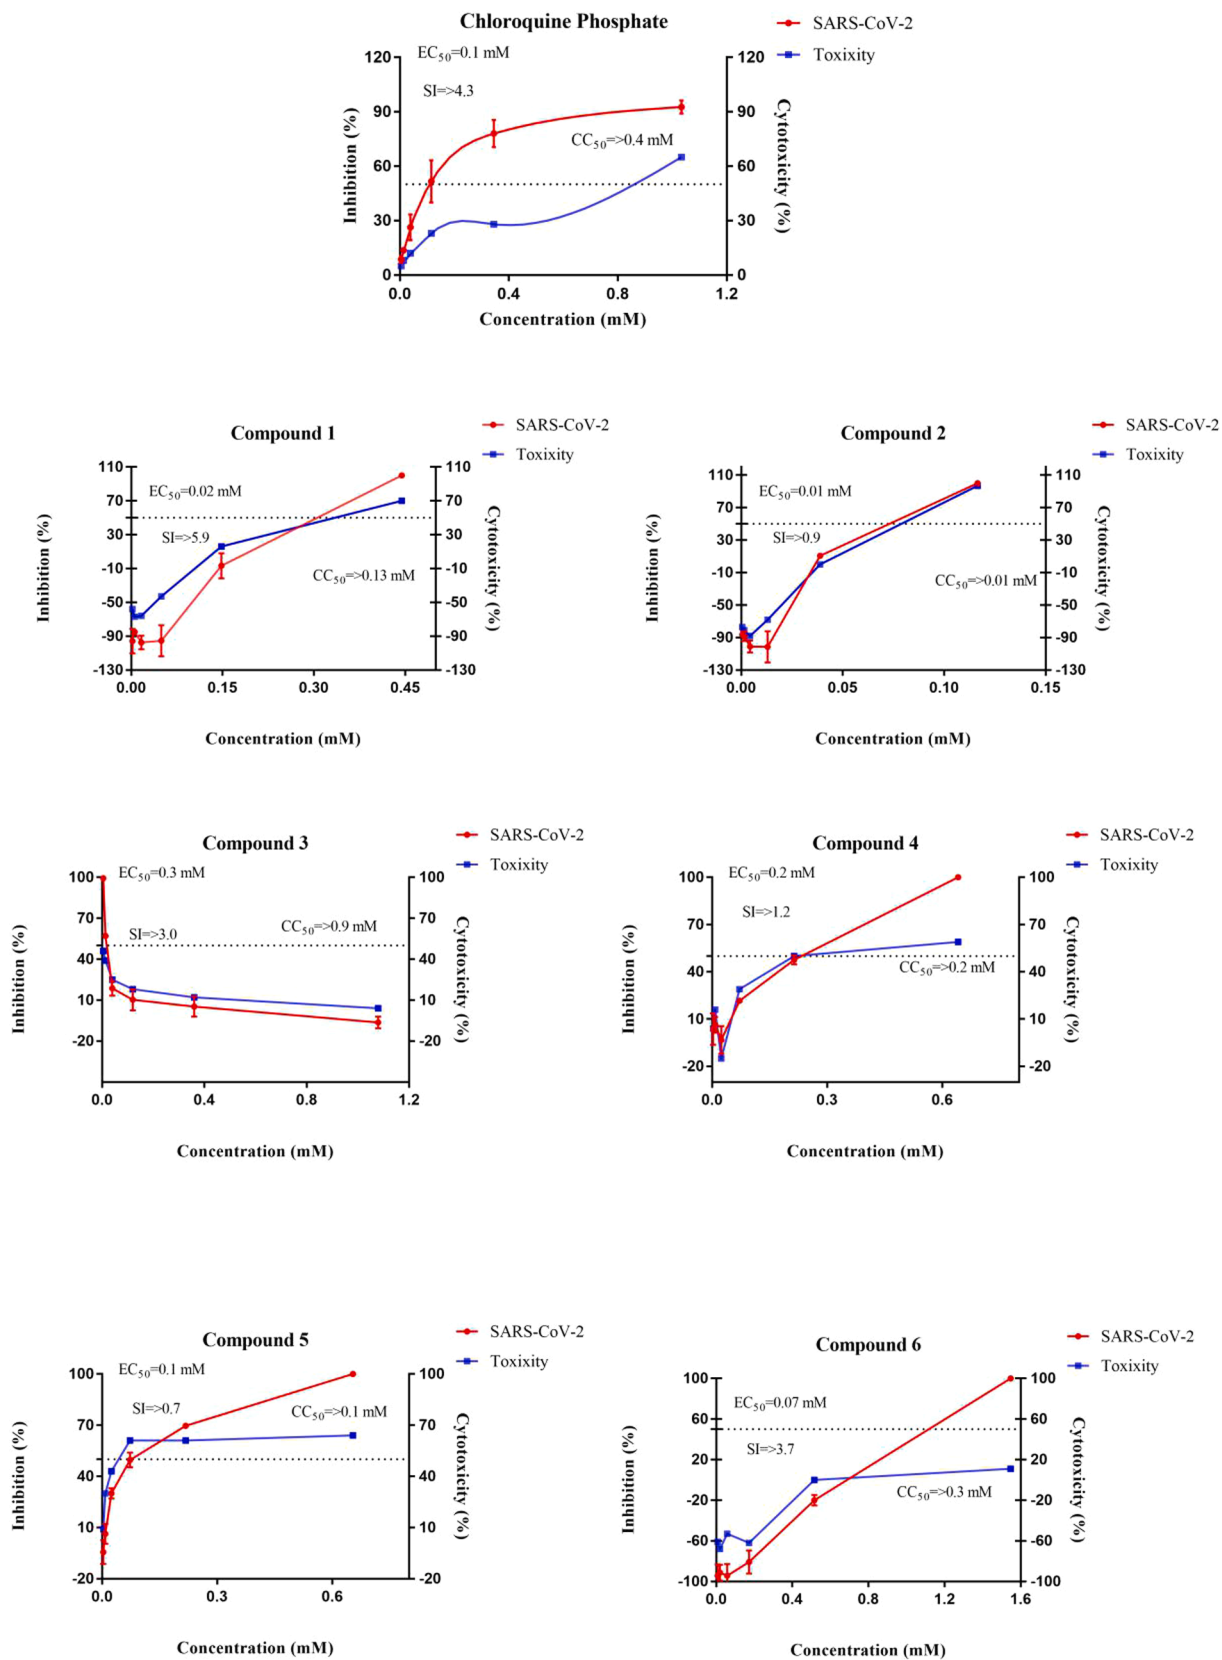 Chloroquine Phosphate
SARS-CoV-2
Toxixity
EC50=0.1 mM
SI=>4.3
CC50=>0.4 mM
120
90
60
30
0
120
90
60
30
0
Inhibition (%)
Cytotoxicity (%)
0.0 0.4 0.8 1.2
Concentration (mM)
Compound 1
SARS-CoV-2
Toxixity
EC50=0.02 mM
SI=>5.9
CC50=>0.13 mM
110
70
30
-10
-50
-90
-130
110
70
30
-10
-50
-90
-130
Inhibition (%)
Cytotoxicity (%)
0.00 0.15 0.30 0.45
Concentration (mM)
Compound 2
SARS-CoV-2
Toxixity
EC50=0.01 mM
SI=>0.9
CC50=>0.01 mM
110
70
30
-10
-50
-90
-130
110
70
30
-10
-50
-90
-130
Inhibition (%)
Cytotoxicity (%)
0.00 0.05 0.10 0.15
Concentration (mM)
Compound 3
SARS-CoV-2
Toxixity
EC50=0.3 mM
SI=>3.0
CC50=>0.9 mM
100
70
40
10
-20
100
70
40
10
-20
Inhibition (%)
Cytotoxicity (%)
0.0 0.4 0.8 1.2
Concentration (mM)
Compound 4
SARS-CoV-2
Toxixity
EC50=0.2 mM
SI=>1.2
CC50=>0.2 mM
100
70
40
10
-20
100
70
40
10
-20
Inhibition (%)
Cytotoxicity (%)
0.0 0.3 0.6
Concentration (mM)
Compound 5
SARS-CoV-2
Toxixity
EC50=0.1 mM
SI=>0.7
CC50=>0.1 mM
100
70
40
10
-20
100
70
40
10
-20
Inhibition (%)
Cytotoxicity (%)
0.0 0.3 0.6
Concentration (mM)
Compound 6
SARS-CoV-2
Toxixity
EC50=0.07 mM
SI=>3.7
CC50=>0.3 mM
100
60
20
-20
-60
-100
100
60
20
-20
-60
-100
Inhibition (%)
Cytotoxicity (%)
0.0 0.4 0.8 1.2 1.6
Concentration (mM)